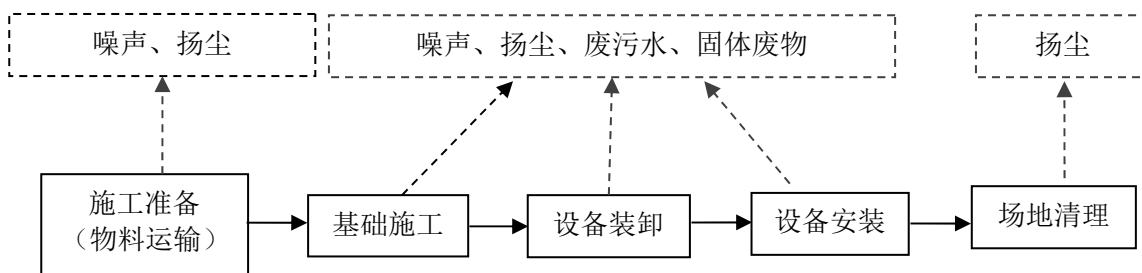 噪声、扬尘
噪声、扬尘、废污水、固体废物
扬尘
施工准备
（物料运输）
基础施工
设备装卸
设备安装
场地清理